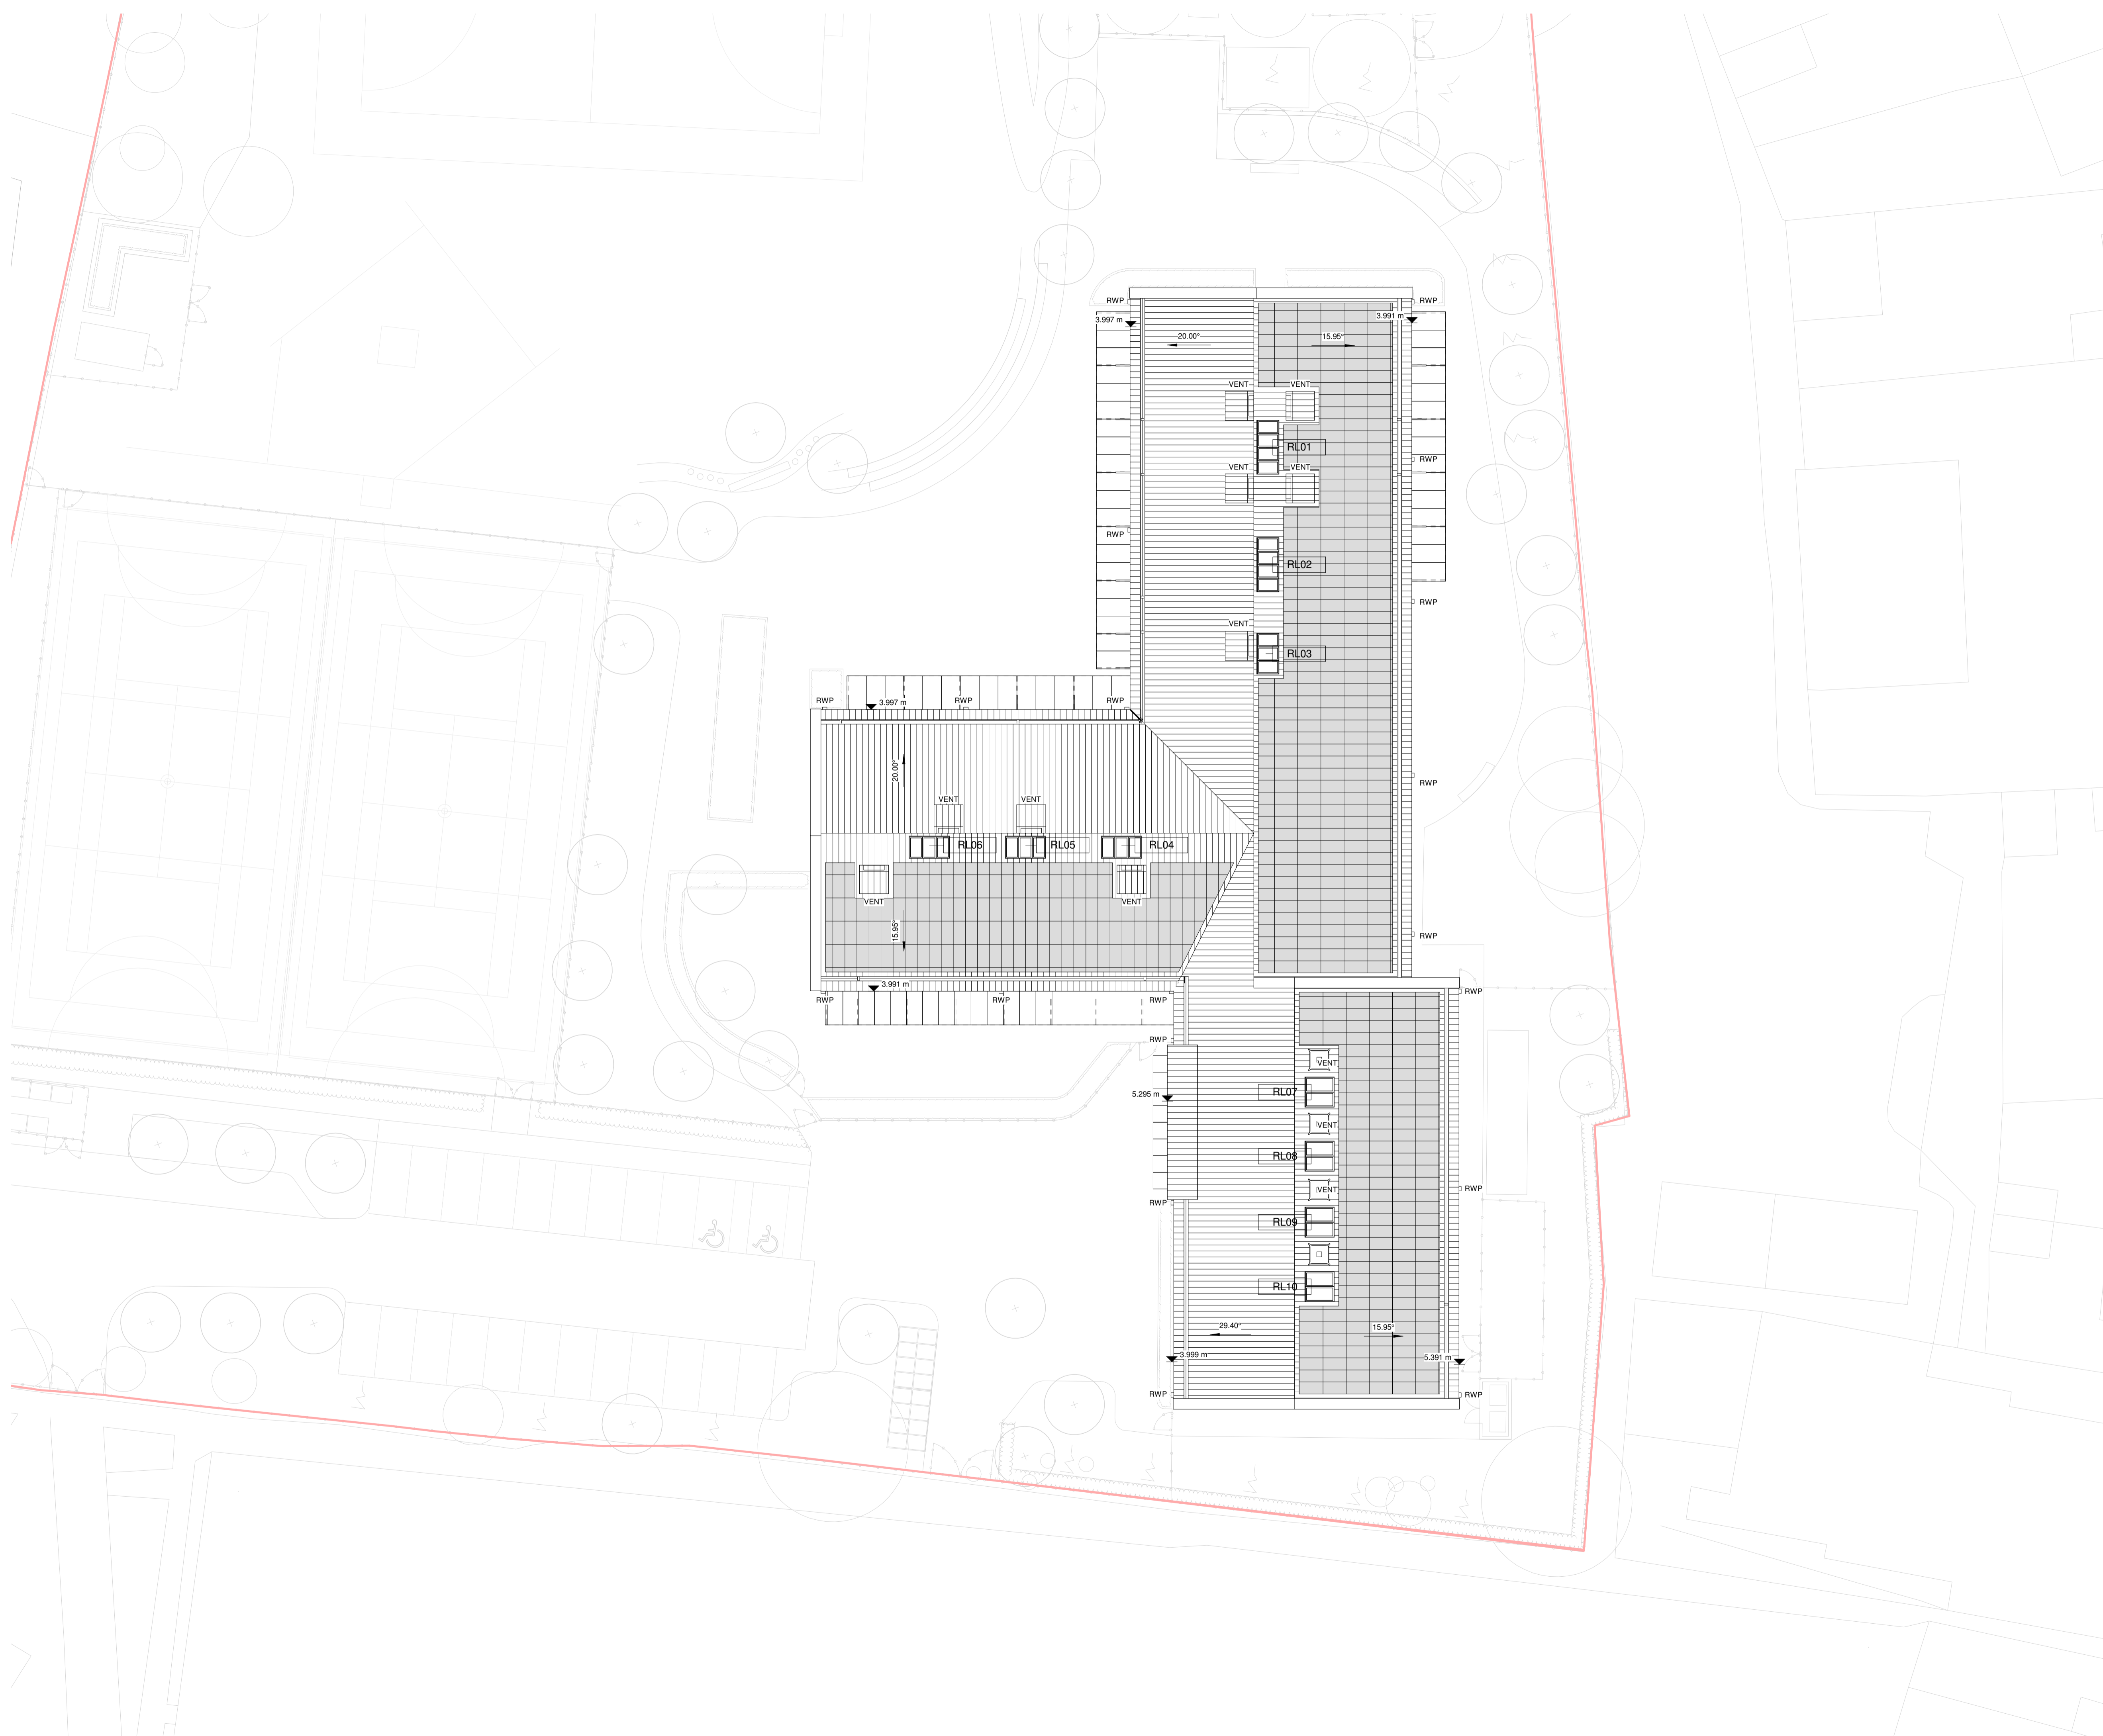 RWP
RWP
3.997 m
3.991 m
20.00°
15.95°
VENT
VENT
RL01
RWP
VENT
VENT
RWP
RL02
RWP
VENT
RL03
RWP
RWP
RWP
3.997 m
20.00°
RWP
VENT
VENT
RL06
RL05
RL04
VENT
VENT
15.95°
RWP
3.991 m
RWP
RWP
RWP
RWP
RWP
VENT
5.295 m
RL07
VENT
RL08
VENT
RWP
RWP
RL09
RL10
29.40°
15.95°
3.999 m
5.391 m
RWP
RWP